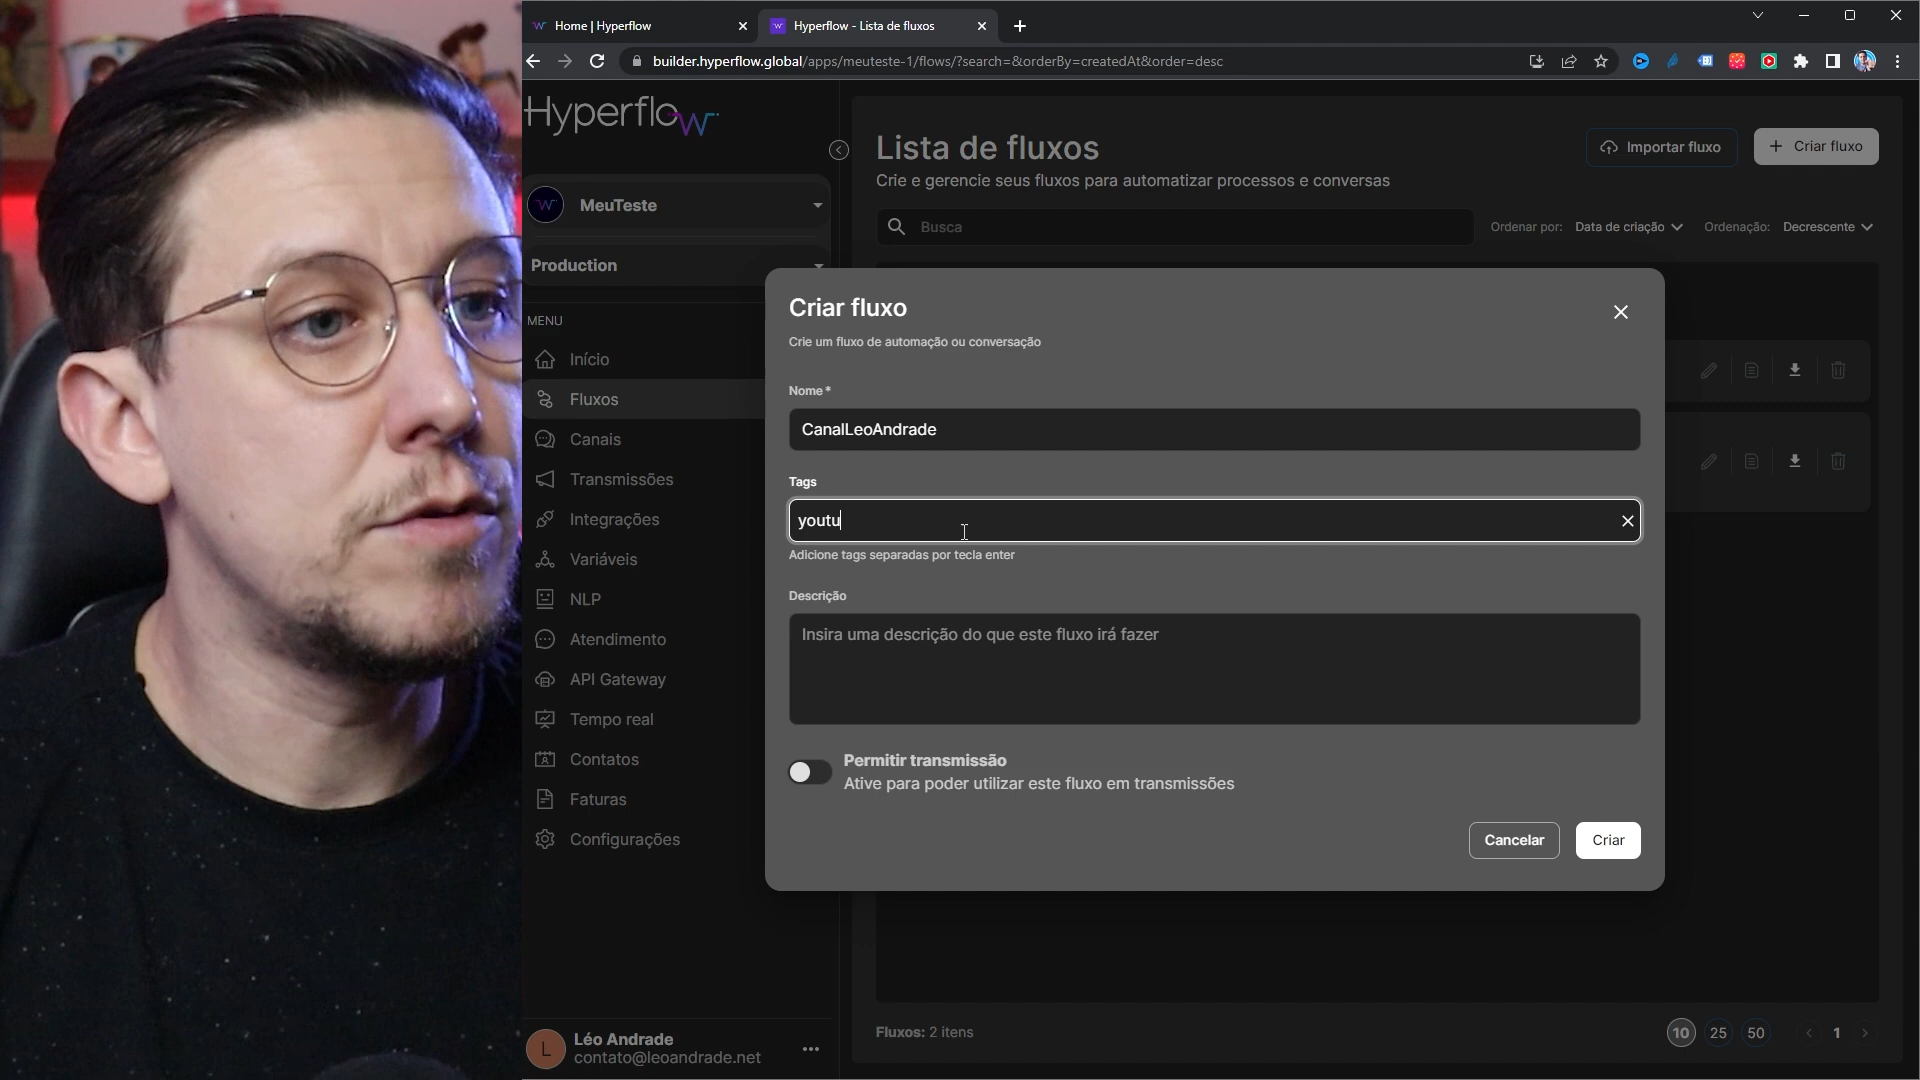 Home | Hyperflow
Hyperflow - Lista de fluxos
builder.hyperflow.global/apps/meuteste-1/flows/?search=&orderBy=createdAt&order=desc
Hyperflow
MeuTeste
Production
MENU
Início
Fluxos
Canais
Transmissões
Integrações
Variáveis
NLP
Atendimento
API Gateway
Tempo real
Contatos
Faturas
Configurações
L
Léo Andrade
contato@leoandrade.net
Lista de fluxos
Crie e gerencie seus fluxos para automatizar processos e conversas
Importar fluxo
+ Criar fluxo
Busca
Ordenar por: Data de criação
Ordenação: Decrescente
Criar fluxo
Crie um fluxo de automação ou conversação
Nome *
CanalLeoAndrade
Tags
youtu
Adicione tags separadas por tecla enter
Descrição
Insira uma descrição do que este fluxo irá fazer
Permitir transmissão
Ative para poder utilizar este fluxo em transmissões
Cancelar
Criar
Fluxos: 2 itens
10 25 50 < 1 >